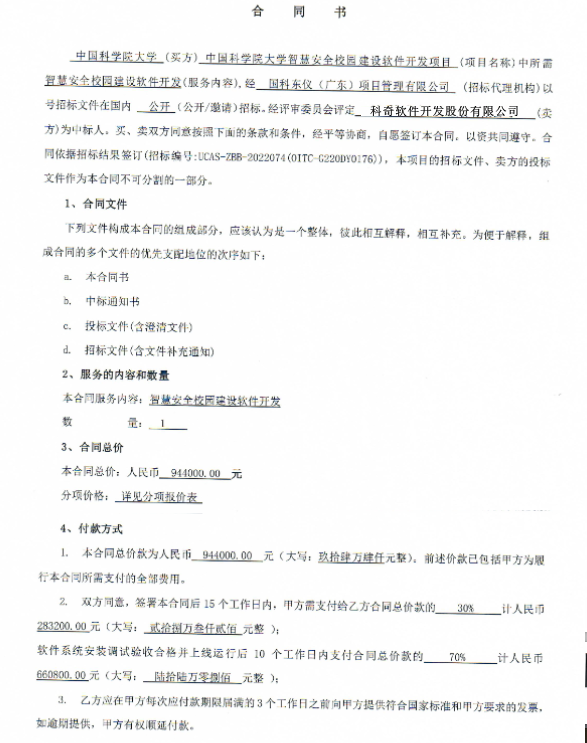 合 同 书
中国科学院大学 (买方) 中国科学院大学智慧安全校园建设软件开发项目 (项目名称)中所需
智慧安全校园建设软件开发(服务内容),经 国科东仪(广东)项目管理有限公司 (招标代理机构)以
号招标文件在国内 公开 (公开/邀请)招标。经评审委员会评定 科奇软件开发股份有限公司 (卖
方)为中标人。买、卖双方同意按照下面的条款和条件,经平等协商,自愿签订本合同,以资共同遵守。合
同依据招标结果签订(招标编号:UCAS-ZBB-2022074(OITC-G220DY0176)),本项目的招标文件、卖方的投标
文件作为本合同不可分割的一部分。
1、合同文件
下列文件构成本合同的组成部分,应该认为是一个整体,彼此相互解释,相互补充。为便于解释,组
成合同的多个文件的优先支配地位的次序如下:
a. 本合同书
b. 中标通知书
c. 投标文件(含澄清文件)
d. 招标文件(含文件补充通知)
2、服务的内容和数量
本合同服务内容:智慧安全校园建设软件开发
数 量: 1
3、合同总价
本合同总价:人民币 944000.00 元
分项价格: 详见分项报价表
4、付款方式
1. 本合同总价款为人民币 944000.00 元(大写:玖拾肆万肆仟元整)。前述价款已包括甲方为履
行本合同所需支付的全部费用。
2. 双方同意,签署本合同后 15 个工作日内,甲方需支付给乙方合同总价款的 30% 计人民币
283200.00元(大写: 贰拾捌万叁仟贰佰 元整 );
软件系统安装调试验收合格并上线运行后 10 个工作日内支付合同总价款的 70% 计人民币
660800.00 元(大写: 陆拾陆万零捌佰 元整 );
3. 乙方应在甲方每次应付款期限届满的 3 个工作日之前向甲方提供符合国家标准和甲方要求的发票,
如逾期提供,甲方有权顺延付款。